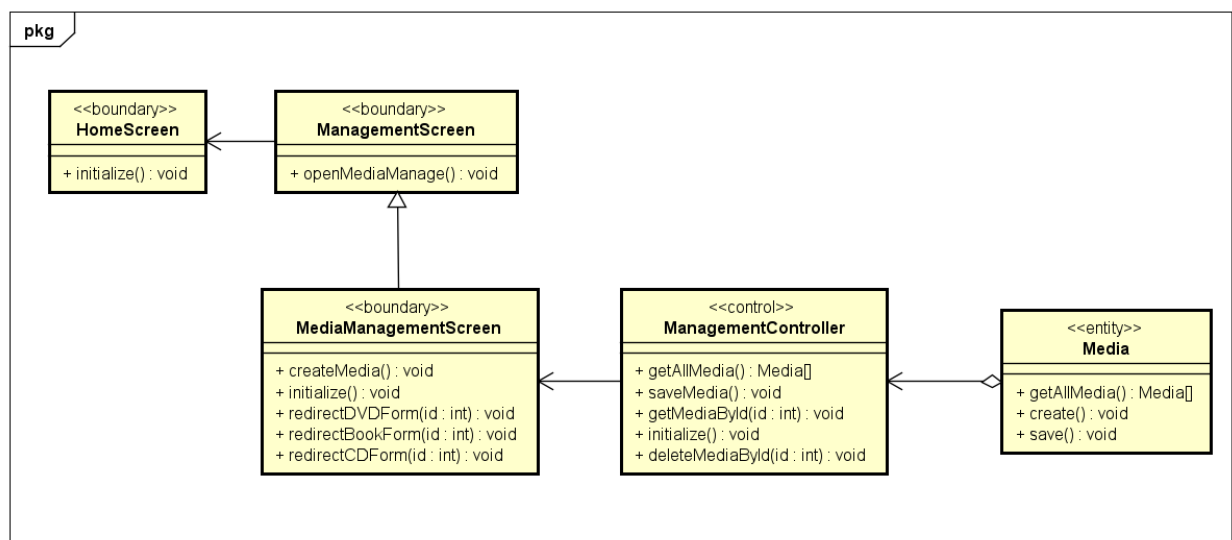 pkg
<<boundary>>
HomeScreen
+ initialize() : void
<<boundary>>
ManagementScreen
+ openMediaManage() : void
<<boundary>>
MediaManagementScreen
+ createMedia() : void
+ initialize() : void
+ redirectDVDForm(id : int) : void
+ redirectBookForm(id : int) : void
+ redirectCDForm(id : int) : void
<<control>>
ManagementController
+ getAllMedia() : Media[]
+ saveMedia() : void
+ getMediaById(id : int) : void
+ initialize() : void
+ deleteMediaById(id : int) : void
<<entity>>
Media
+ getAllMedia() : Media[]
+ create() : void
+ save() : void